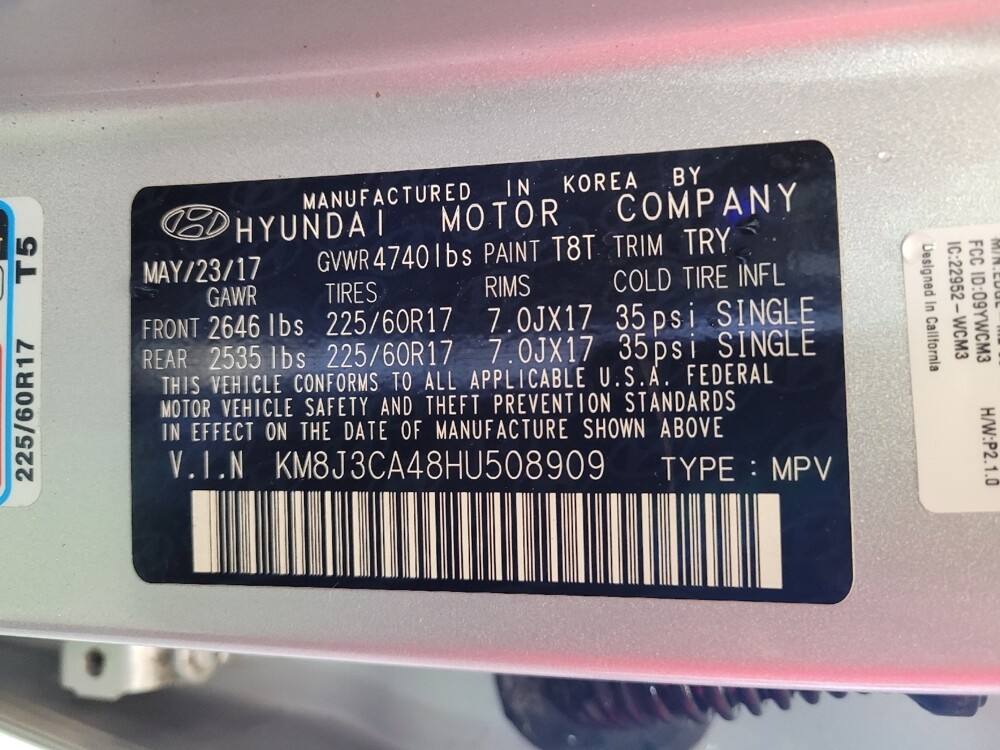 MANUFACTURED IN KOREA BY
HYUNDAI MOTOR COMPANY
MAY/23/17 GVWR 4740lbs PAINT T8T TRIM TRY
GAWR TIRES RIMS COLD TIRE INFL
FRONT 2646 lbs 225/60R17 7.0JX17 35psi SINGLE
REAR 2535 lbs 225/60R17 7.0JX17 35psi SINGLE
THIS VEHICLE CONFORMS TO ALL APPLICABLE U.S.A. FEDERAL
MOTOR VEHICLE SAFETY AND THEFT PREVENTION STANDARDS
IN EFFECT ON THE DATE OF MANUFACTURE SHOWN ABOVE
V.I.N KM8J3CA48HU508909 TYPE : MPV
225/60R17 T5
FCC ID:O9YWCM3
IC:22952-WCM3
Designed in California
H/W:P2.1.0